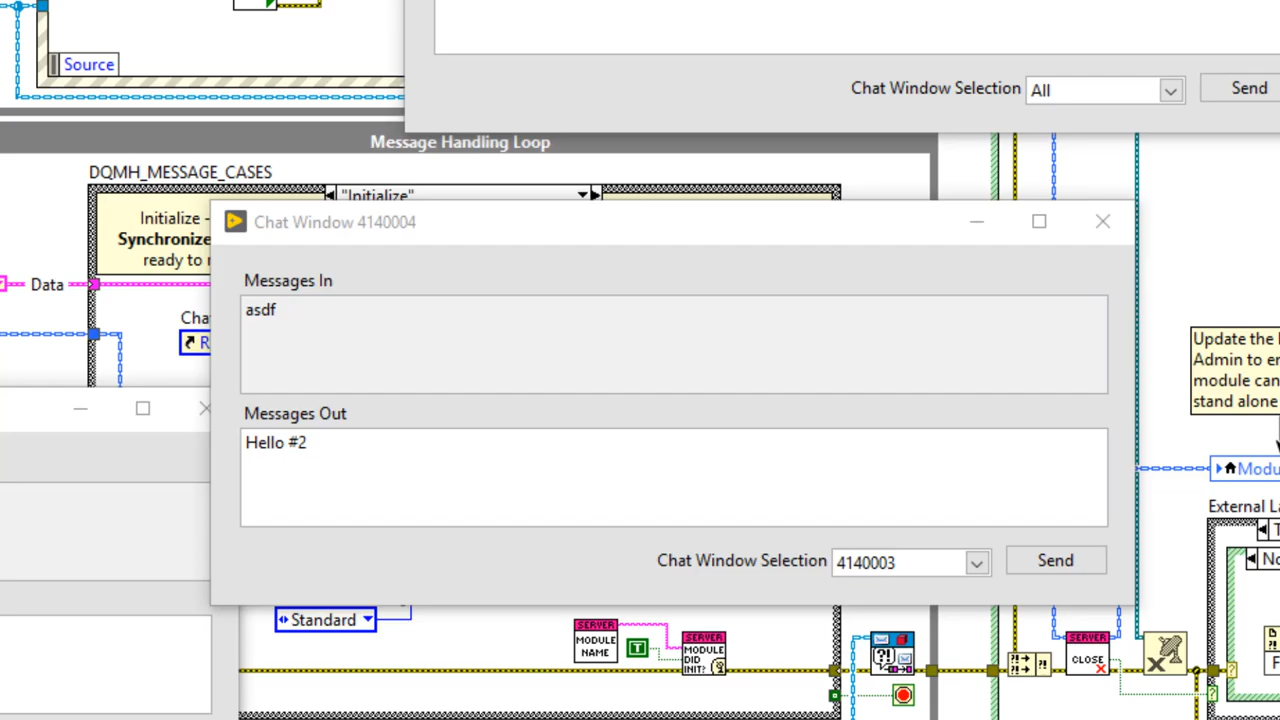 Source
Chat Window Selection
All
Send
Message Handling Loop
DQMH_MESSAGE_CASES
"Initialize"
Initialize -
Synchronize
ready to
Data
Chat Window 4140004
Messages In
asdf
Messages Out
Hello #2
Chat Window Selection
4140003
Send
Update the
Admin to
module can
stand alone
External
Standard
SERVER
MODULE
NAME
T
SERVER
MODULE
DID
INIT?
SERVER
CLOSE